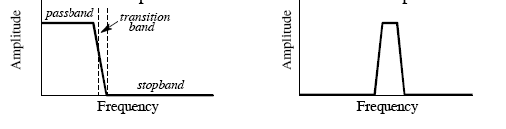 passband
transition
band
stopband
Amplitude
Frequency
Amplitude
Frequency